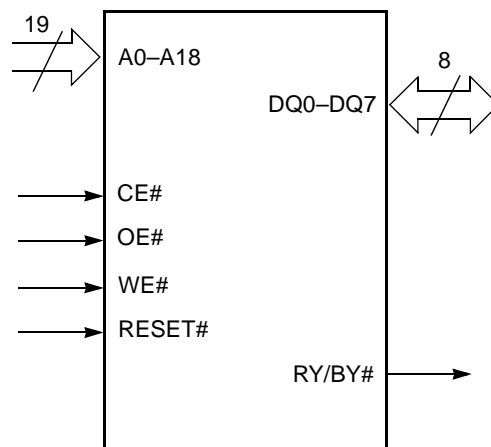 19
A0–A18
8
DQ0–DQ7
CE#
OE#
WE#
RESET#
RY/BY#